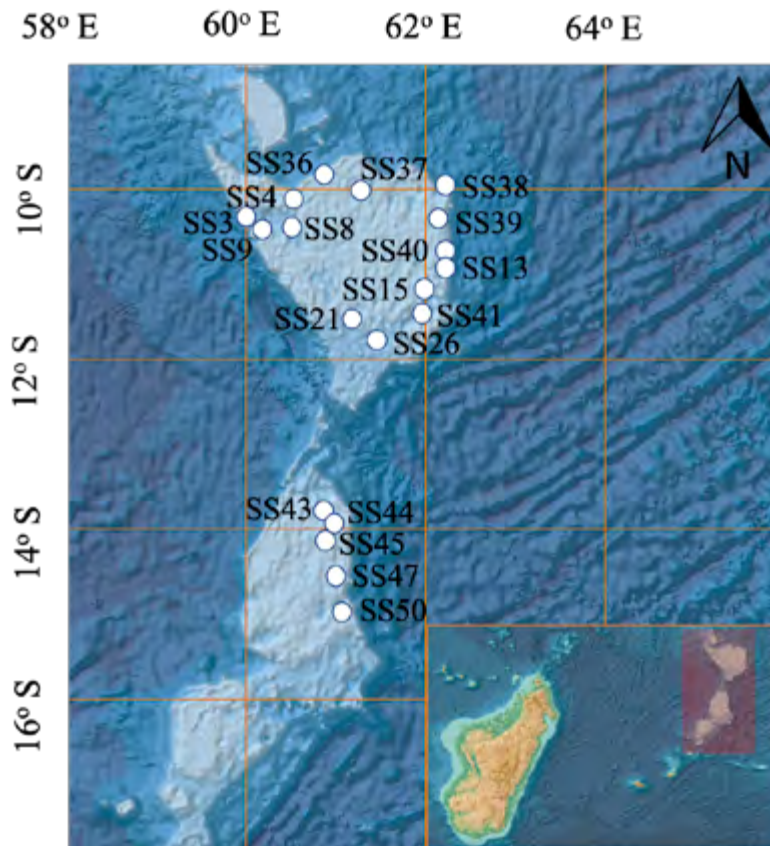 58º E 60º E 62º E 64º E
N
SS36 SS37
10º S
SS4 SS38
SS3 SS8 SS39
SS9
SS40
SS13
SS15
SS21 SS41
SS26
12º S
SS43 SS44
14º S
SS45
SS47
SS50
16º S